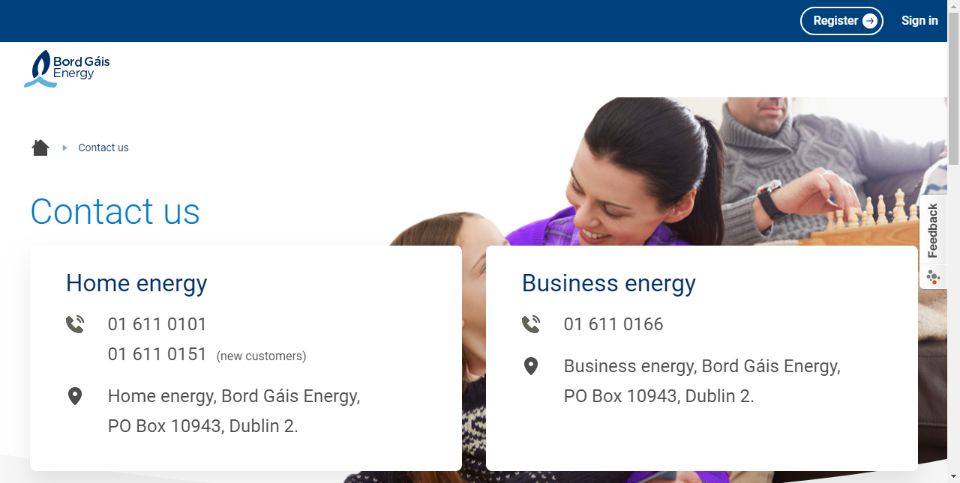 Register
Sign in
Bord Gáis
Energy
Contact us
Contact us
Feedback
Home energy
01 611 0101
01 611 0151 (new customers)
Home energy, Bord Gáis Energy,
PO Box 10943, Dublin 2.
Business energy
01 611 0166
Business energy, Bord Gáis Energy,
PO Box 10943, Dublin 2.